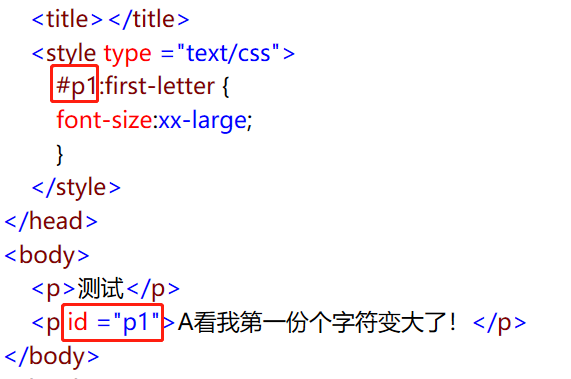 <title></title>
<style type ="text/css">
#p1:first-letter {
font-size:xx-large;
}
</style>
</head>
<body>
<p>测试</p>
<p id ="p1">A看我第一份个字符变大了！</p>
</body>